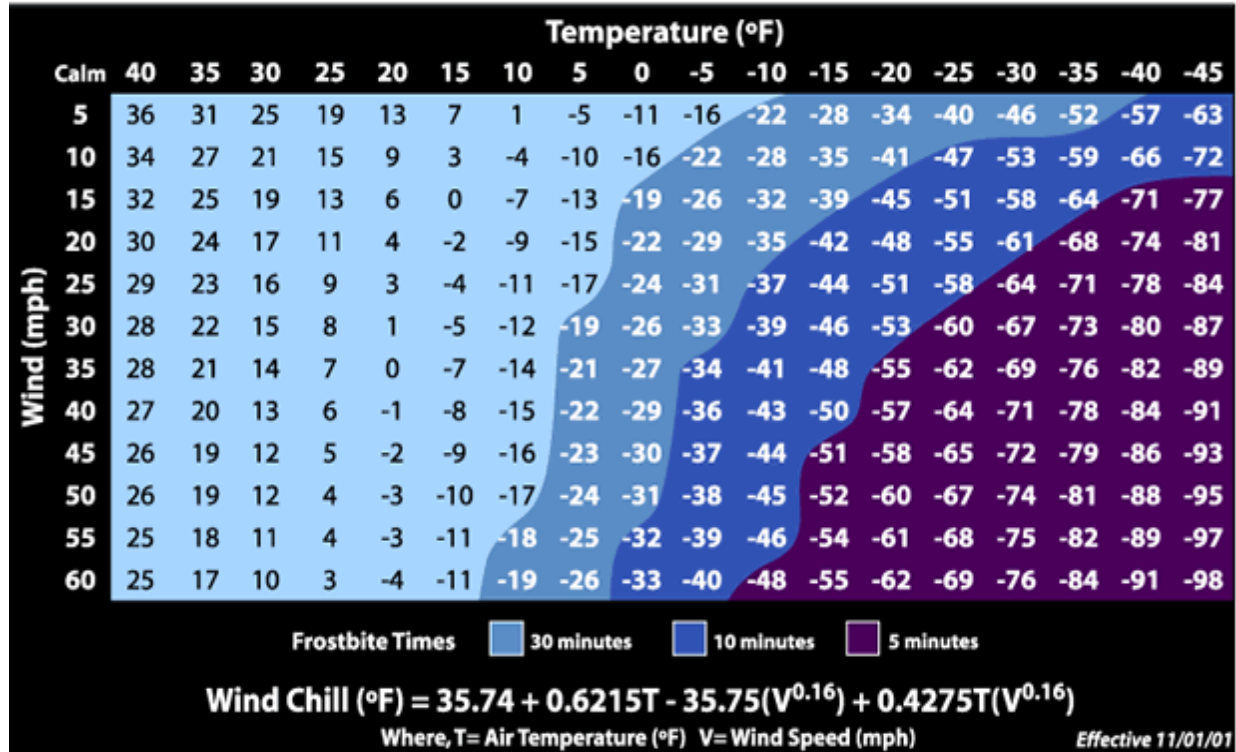 Temperature (ºF)
Calm 40 35 30 25 20 15 10 5 0 -5 -10 -15 -20 -25 -30 -35 -40 -45
5 36 31 25 19 13 7 1 -5 -11 -16 -22 -28 -34 -40 -46 -52 -57 -63
10 34 27 21 15 9 3 -4 -10 -16 -22 -28 -35 -41 -47 -53 -59 -66 -72
15 32 25 19 13 6 0 -7 -13 -19 -26 -32 -39 -45 -51 -58 -64 -71 -77
20 30 24 17 11 4 -2 -9 -15 -22 -29 -35 -42 -48 -55 -61 -68 -74 -81
25 29 23 16 9 3 -4 -11 -17 -24 -31 -37 -44 -51 -58 -64 -71 -78 -84
30 28 22 15 8 1 -5 -12 -19 -26 -33 -39 -46 -53 -60 -67 -73 -80 -87
35 28 21 14 7 0 -7 -14 -21 -27 -34 -41 -48 -55 -62 -69 -76 -82 -89
40 27 20 13 6 -1 -8 -15 -22 -29 -36 -43 -50 -57 -64 -71 -78 -84 -91
45 26 19 12 5 -2 -9 -16 -23 -30 -37 -44 -51 -58 -65 -72 -79 -86 -93
50 26 19 12 4 -3 -10 -17 -24 -31 -38 -45 -52 -60 -67 -74 -81 -88 -95
55 25 18 11 4 -3 -11 -18 -25 -32 -39 -46 -54 -61 -68 -75 -82 -89 -97
60 25 17 10 3 -4 -11 -19 -26 -33 -40 -48 -55 -62 -69 -76 -84 -91 -98
Wind (mph)
Frostbite Times 30 minutes 10 minutes 5 minutes
Wind Chill (ºF) = 35.74 + 0.6215T - 35.75(V^0.16) + 0.4275T(V^0.16)
Where, T= Air Temperature (ºF) V= Wind Speed (mph)
Effective 11/01/01